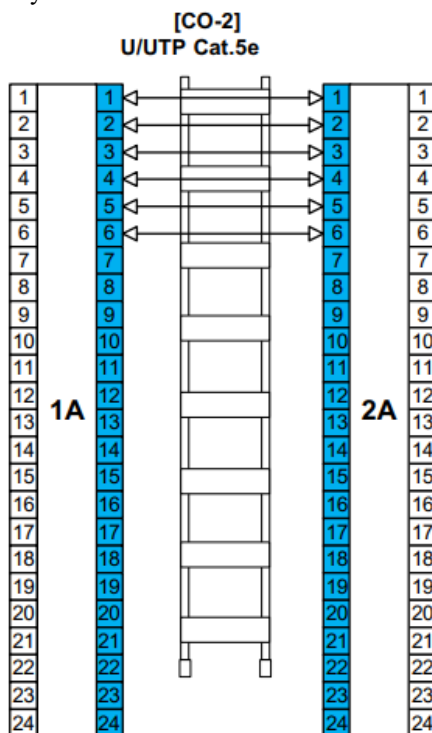 [CO-2]
U/UTP Cat.5e
1 1 1 1
2 2 2 2
3 3 3 3
4 4 4 4
5 5 5 5
6 6 6 6
7 7 7 7
8 8 8 8
9 9 9 9
10 10 10 10
11 11 11 11
12 12 12 12
1A 2A
13 13 13 13
14 14 14 14
15 15 15 15
16 16 16 16
17 17 17 17
18 18 18 18
19 19 19 19
20 20 20 20
21 21 21 21
22 22 22 22
23 23 23 23
24 24 24 24